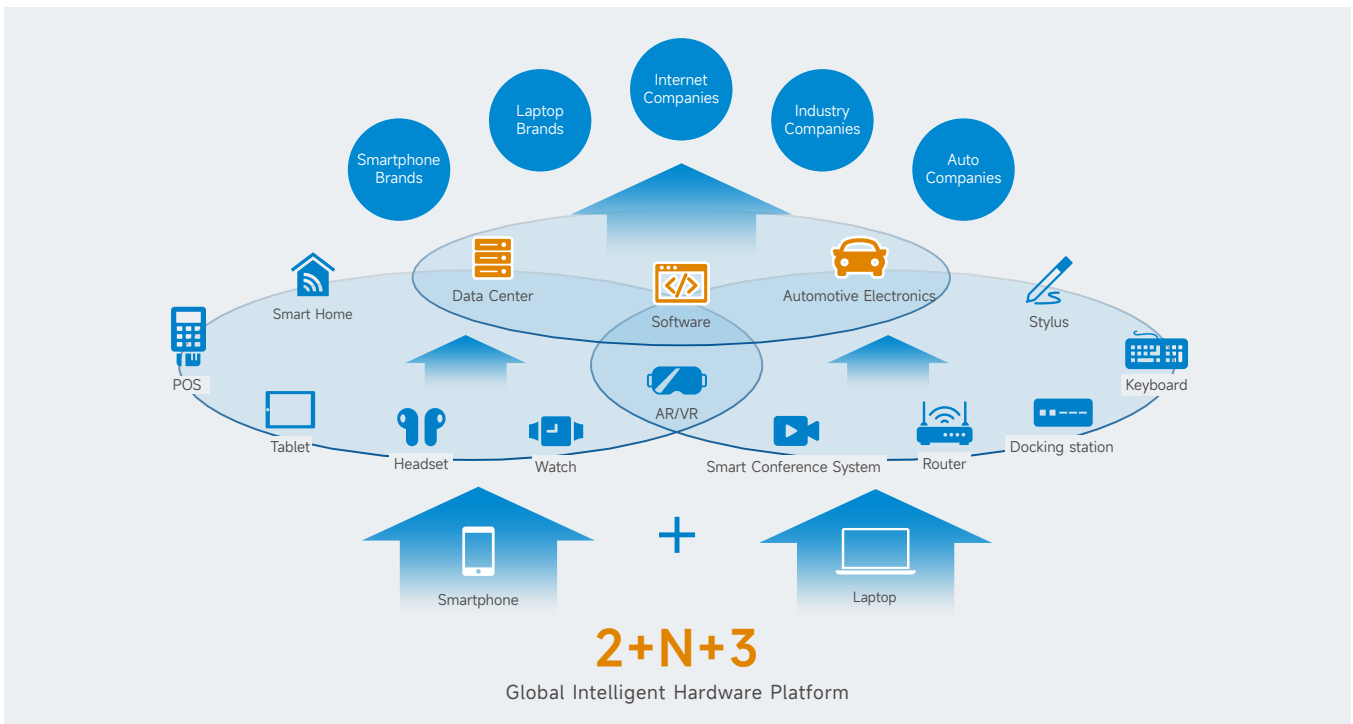 Internet
Companies
Laptop
Brands
Industry
Companies
Smartphone
Brands
Auto
Companies
Data Center
Software
Automotive Electronics
Smart Home
Stylus
POS
Keyboard
AR/VR
Tablet
Headset
Watch
Smart Conference System
Router
Docking station
Smartphone
Laptop
2+N+3
Global Intelligent Hardware Platform